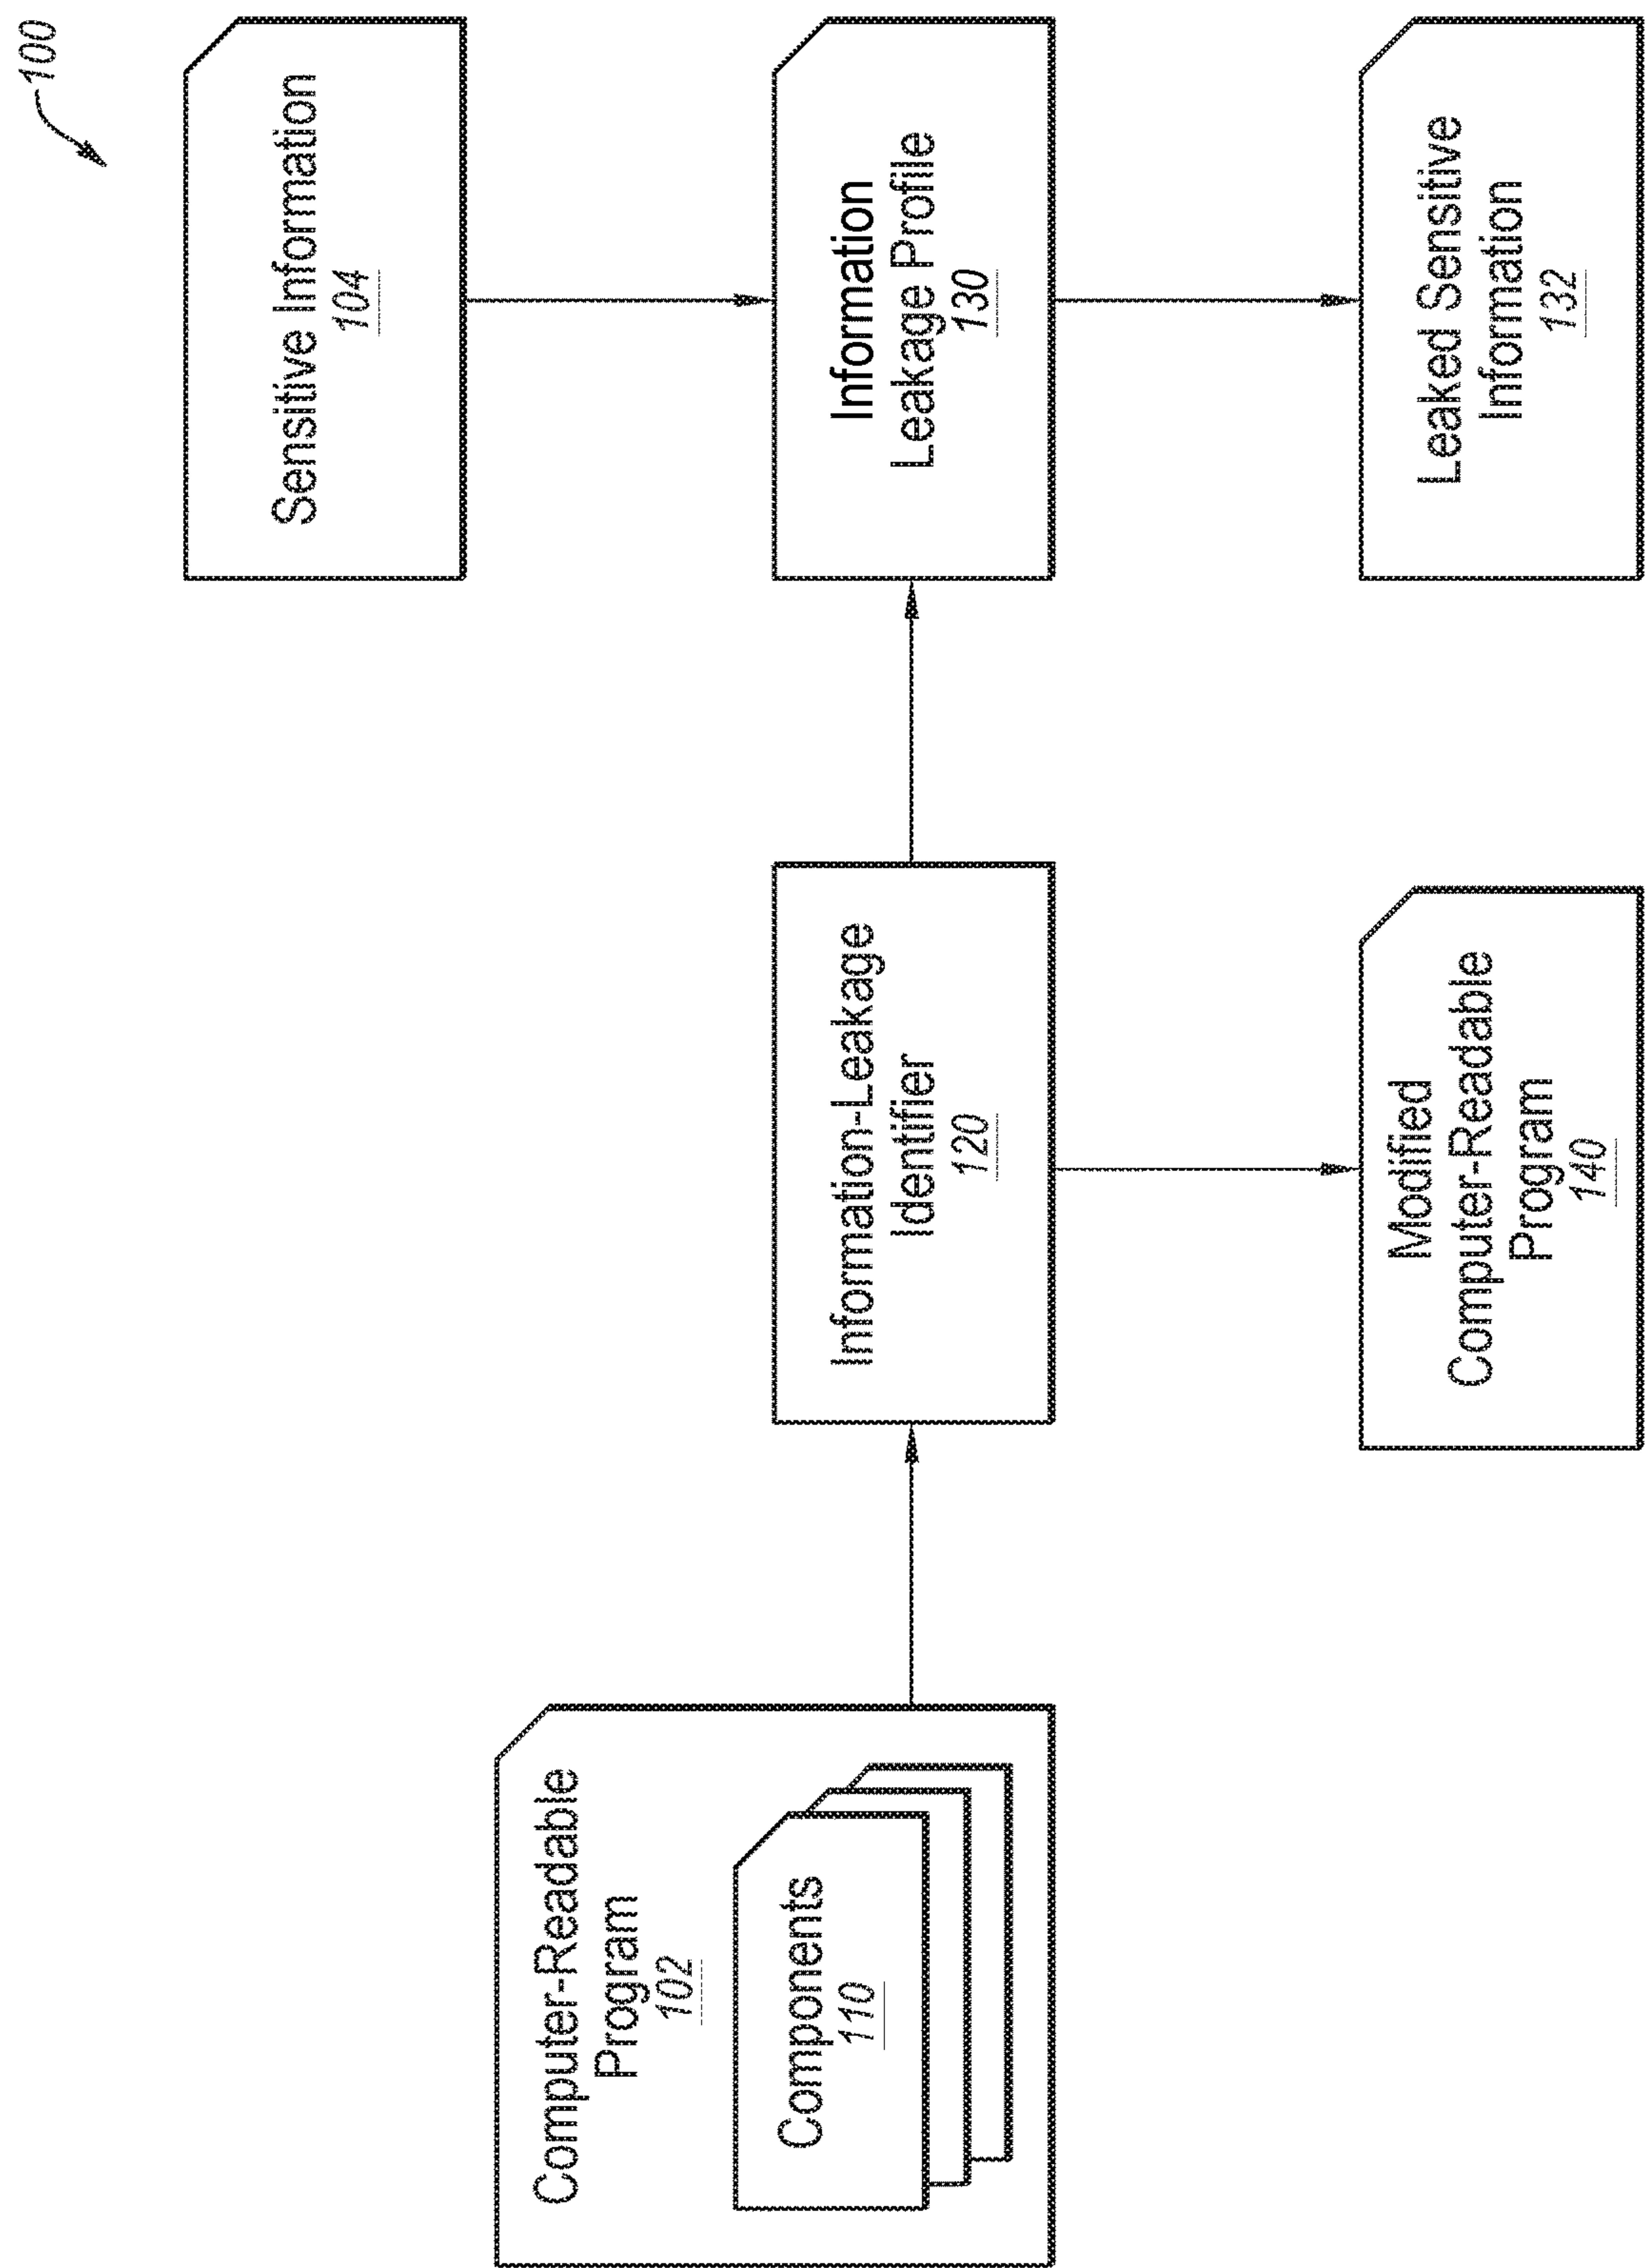 100
Sensitive Information
104
Computer-Readable
Program
102
Components
110
Information-Leakage
Identifier
120
Information
Leakage Profile
130
Modified
Computer-Readable
Program
140
Leaked Sensitive
Information
132